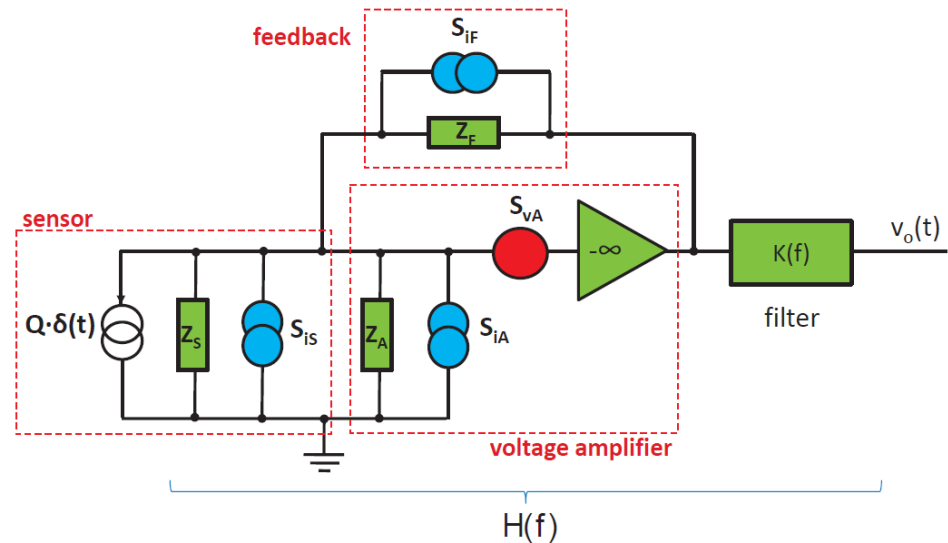 S_iF
feedback
Z_F
sensor
S_vA
-∞
K(f)
v_o(t)
Q·δ(t)
Z_S
S_iS
Z_A
S_iA
filter
voltage amplifier
H(f)